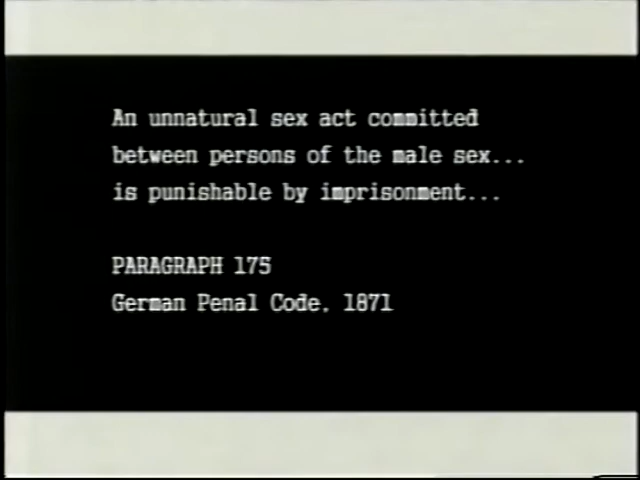 An unnatural sex act committed
between persons of the male sex...
is punishable by imprisonment...
PARAGRAPH 175
German Penal Code, 1871